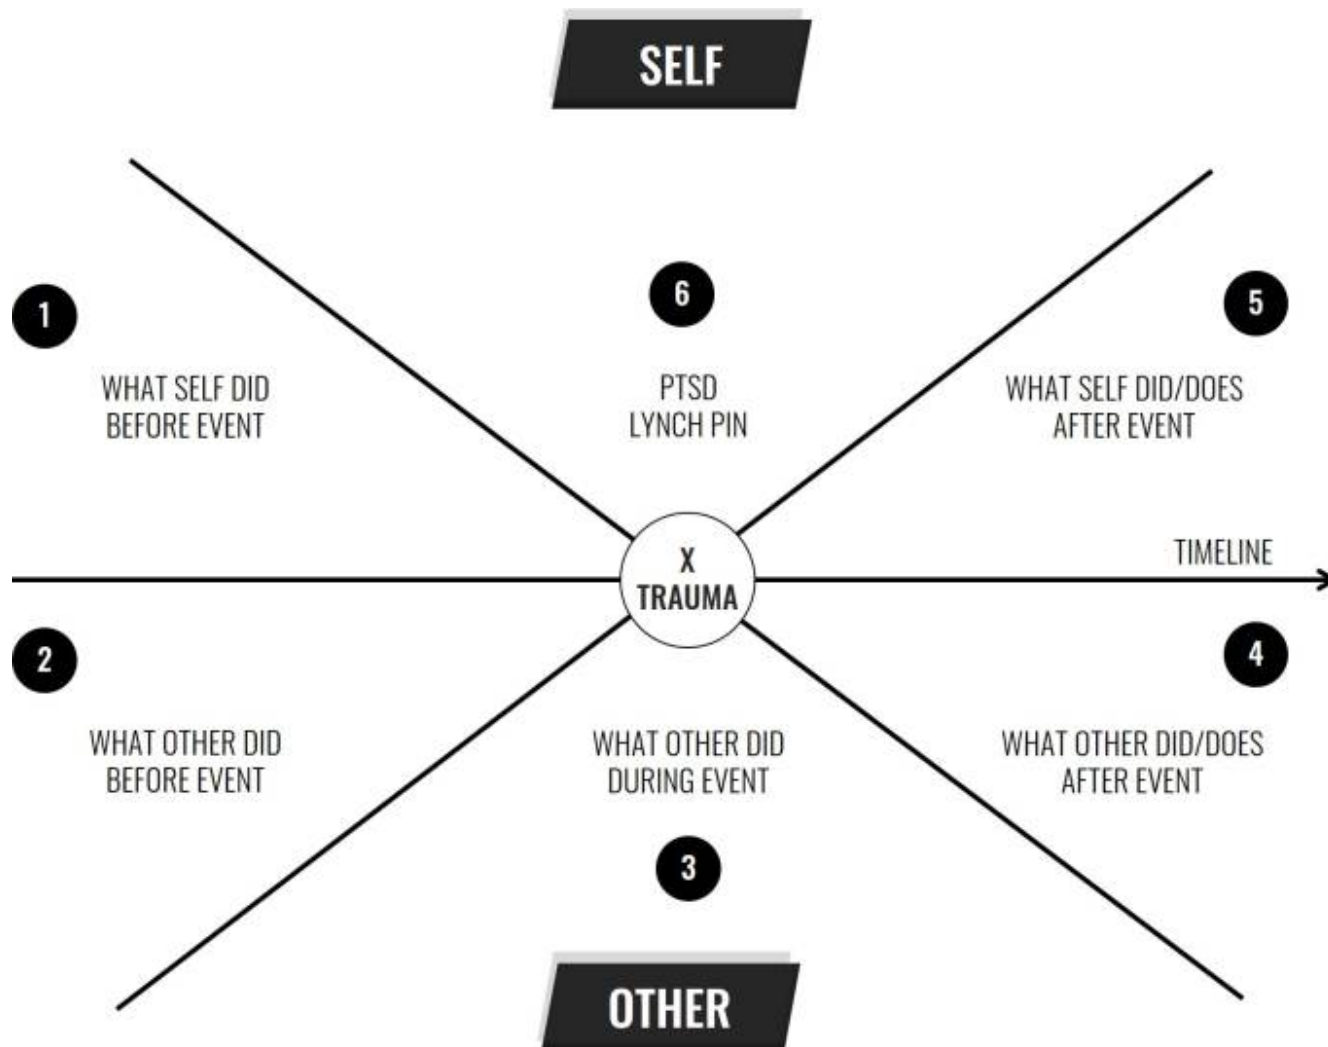 SELF
1
WHAT SELF DID
BEFORE EVENT
6
PTSD
LYNCH PIN
5
WHAT SELF DID/DOES
AFTER EVENT
X
TRAUMA
TIMELINE
2
WHAT OTHER DID
BEFORE EVENT
WHAT OTHER DID
DURING EVENT
3
4
WHAT OTHER DID/DOES
AFTER EVENT
OTHER